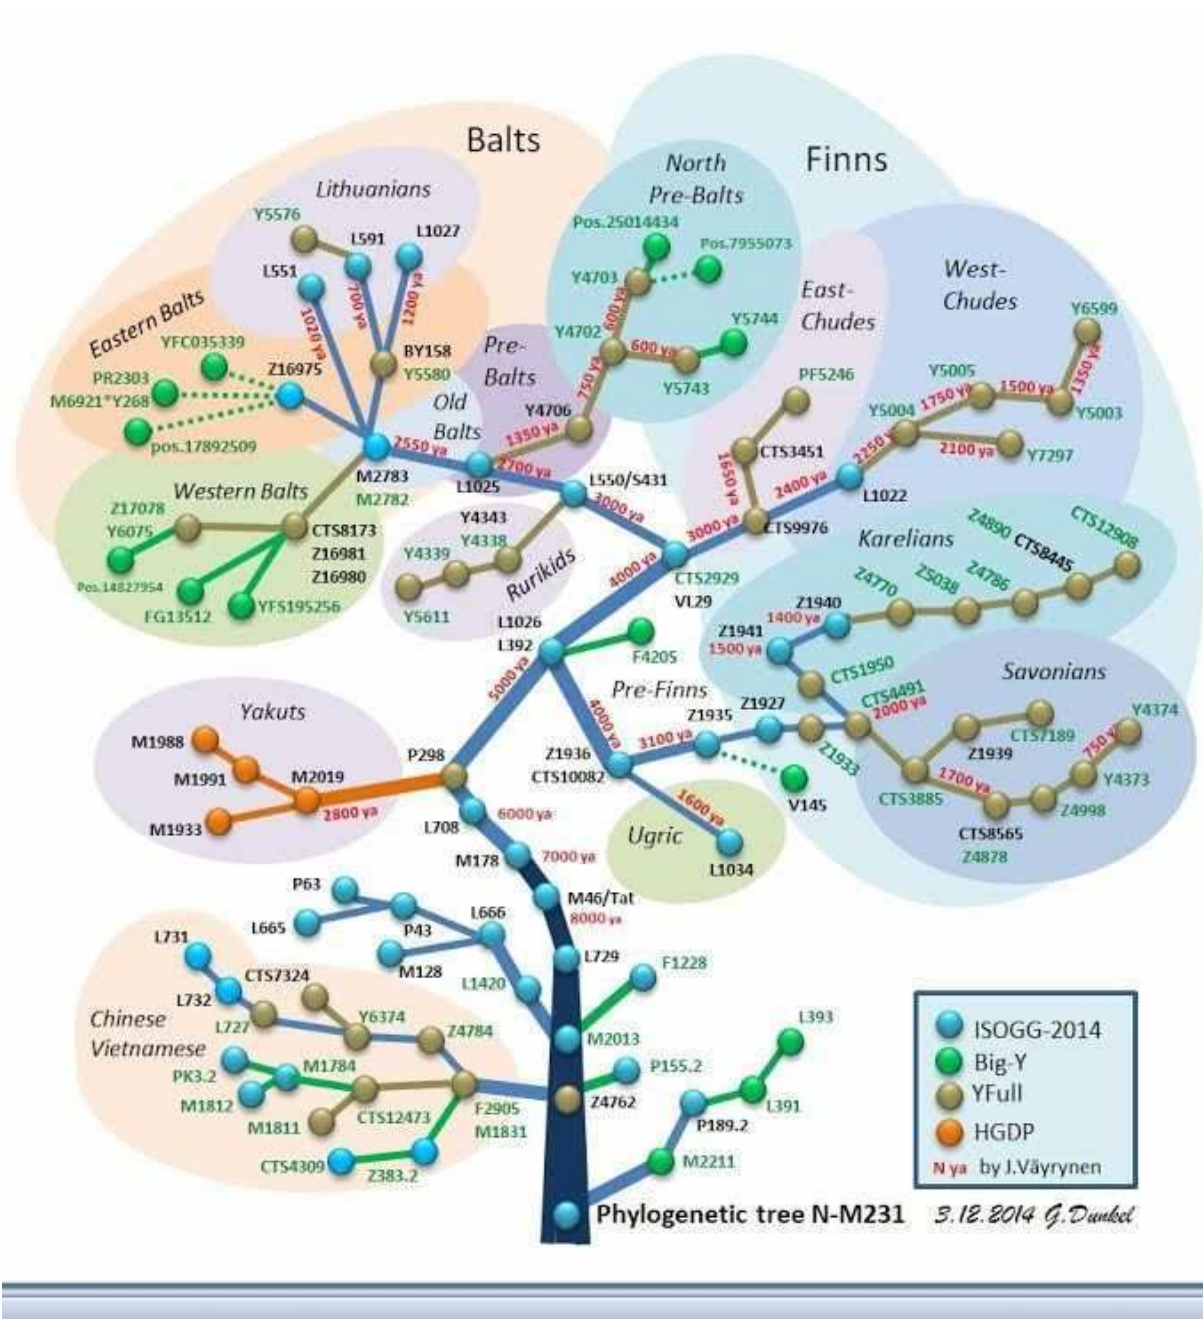 Balts
Finns
North
Pre-Balts
Lithuanians
Y5576
L591
L1027
L551
700 ya
1200 ya
1020 ya
Pos.25014434
Pos.7955073
Y4703
600 ya
Y4702
600 ya
Y5744
Y5743
750 ya
East-
Chudes
West-
Chudes
Y6599
1350 ya
Y5005
1500 ya
Y5003
1750 ya
Y5004
2250 ya
2100 ya
Y7297
PF5246
CTS3451
1650 ya
2400 ya
L1022
3000 ya
CTS9976
Eastern Balts
YFC035339
PR2303
M6921*Y268
pos.17892509
Z16975
BY158
Y5580
Pre-
Balts
Old
Balts
Y4706
1350 ya
2550 ya
2700 ya
L1025
M2783
M2782
L550/S431
3000 ya
Western Balts
Z17078
Y6075
Pos.14827954
FG13512
YFS195256
CTS8173
Z16981
Z16980
Y4343
Y4338
Y4339
Y5611
Rurikids
4000 ya
CTS2929
VL29
L1026
L392
F4205
5000 ya
4000 ya
Karelians
Z4890
CTS8445
CTS12908
Z4770
Z5038
Z4786
Z1940
1400 ya
Z1941
1500 ya
CTS1950
CTS4491
2000 ya
Savonians
Pre-Finns
Z1927
Z1935
3100 ya
Z1933
Z1936
CTS10082
V145
CTS7189
Z1939
Y4374
750 ya
Y4373
CTS3885
1700 ya
Z4998
CTS8565
Z4878
1600 ya
Ugric
L1034
Yakuts
M1988
M1991
M2019
M1933
2800 ya
P298
L708
6000 ya
M178
7000 ya
M46/Tat
8000 ya
P63
L665
P43
L666
M128
L729
L1420
F1228
M2013
L731
L732
CTS7324
L727
Y6374
Z4784
Chinese
Vietnamese
PK3.2
M1784
M1812
M1811
CTS12473
F2905
M1831
CTS4309
Z383.2
P155.2
Z4762
L393
L391
P189.2
M2211
ISOGG-2014
Big-Y
YFull
HGDP
N ya by J.Väyrynen
Phylogenetic tree N-M231
3.12.2014 G.Dunkel